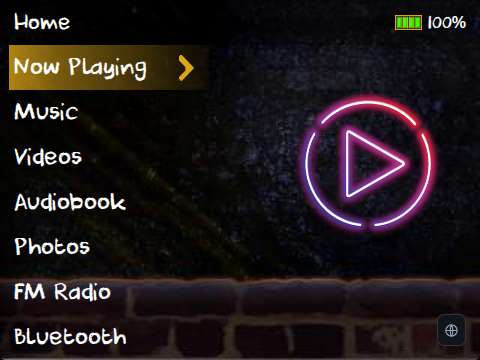 Home
100%
Now Playing
Music
Videos
Audiobook
Photos
FM Radio
Bluetooth